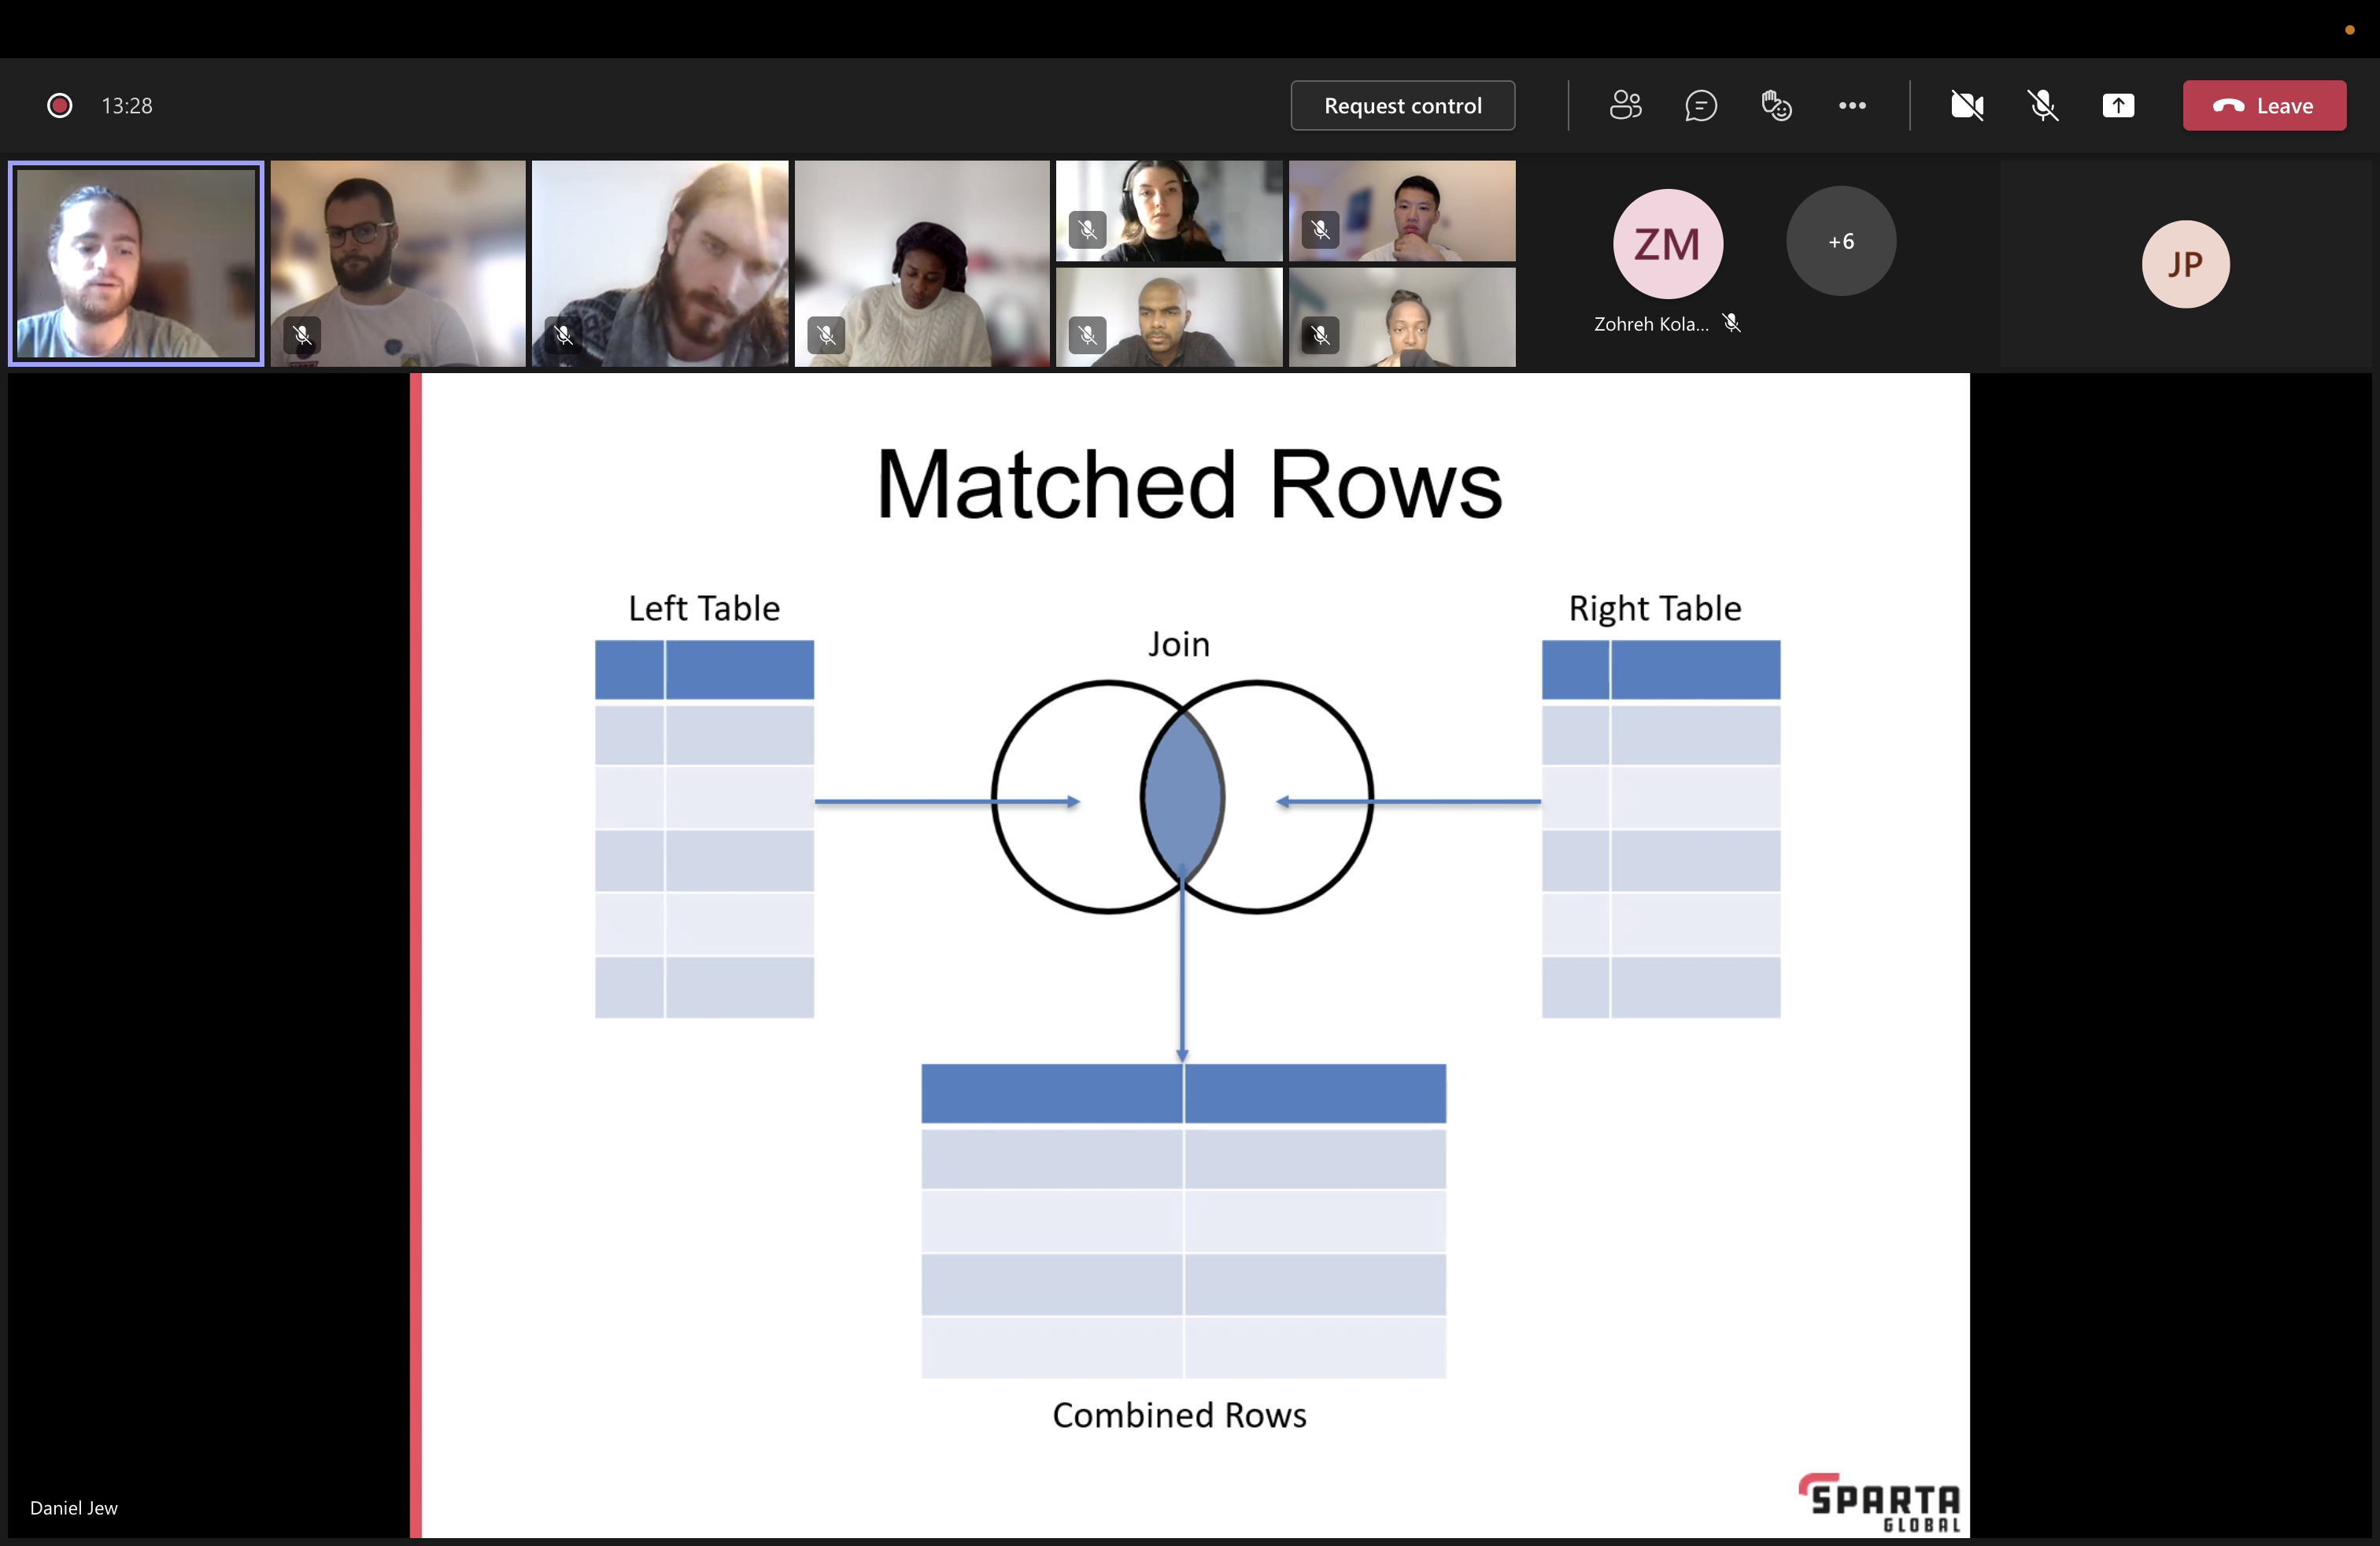 13:28
Request control
Leave
ZM
+6
JP
Zohreh Kola...
Matched Rows
Left Table
Right Table
Join
Combined Rows
Daniel Jew
SPARTA
GLOBAL